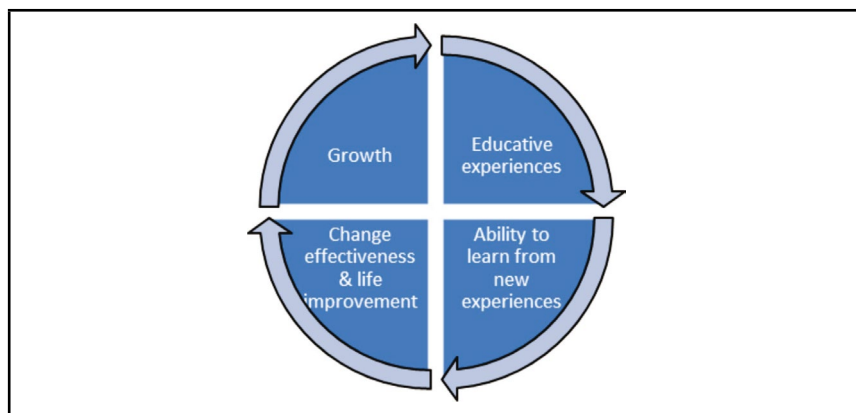 Growth
Educative
experiences
Change
effectiveness
& life
improvement
Ability to
learn from
new
experiences